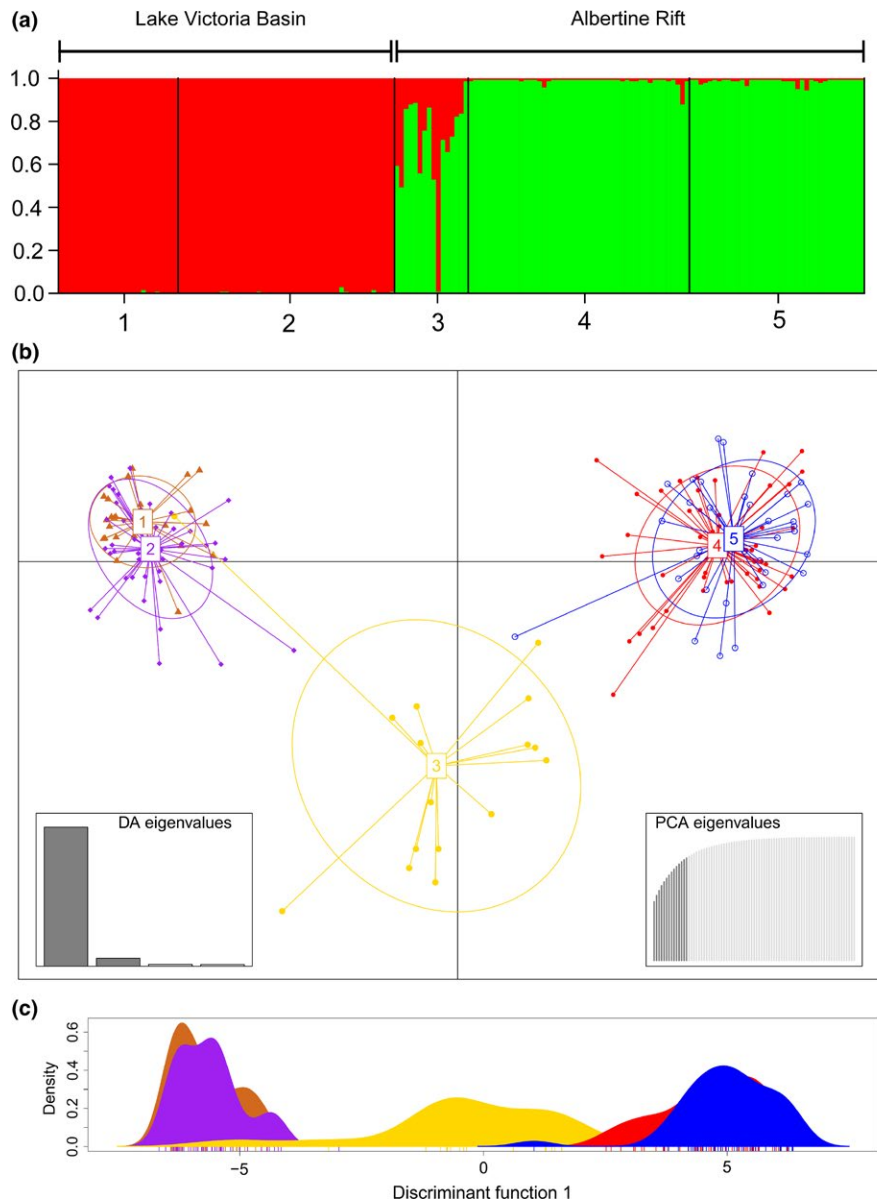 (a)
Lake Victoria Basin
Albertine Rift
1.0
0.8
0.6
0.4
0.2
0.0
1 2 3 4 5
(b)
1
2
3
4
5
DA eigenvalues
PCA eigenvalues
(c)
Density
0.6
0.4
0.2
0.0
−5 0 5
Discriminant function 1